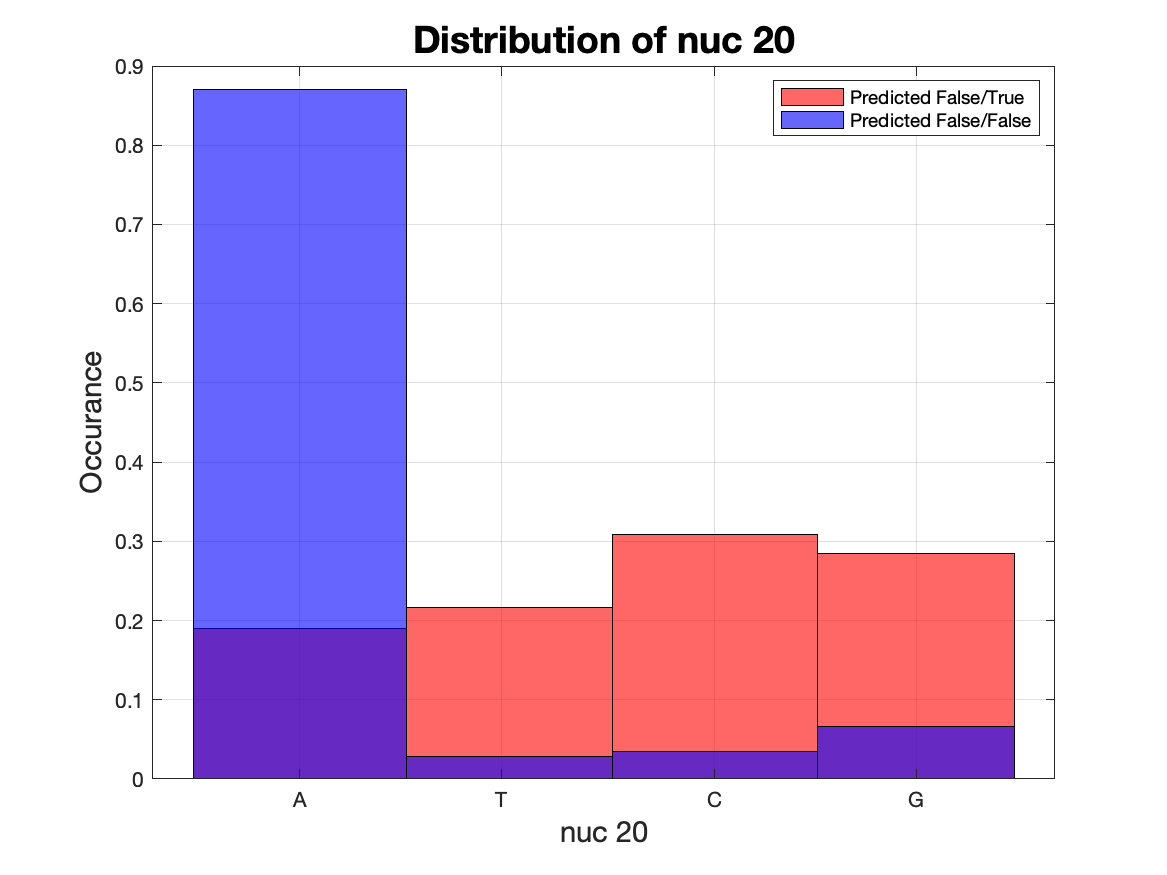 Distribution of nuc 20
Predicted False/True
Predicted False/False
0.9
0.8
0.7
0.6
0.5
0.4
0.3
0.2
0.1
0
Occurance
A T C G
nuc 20